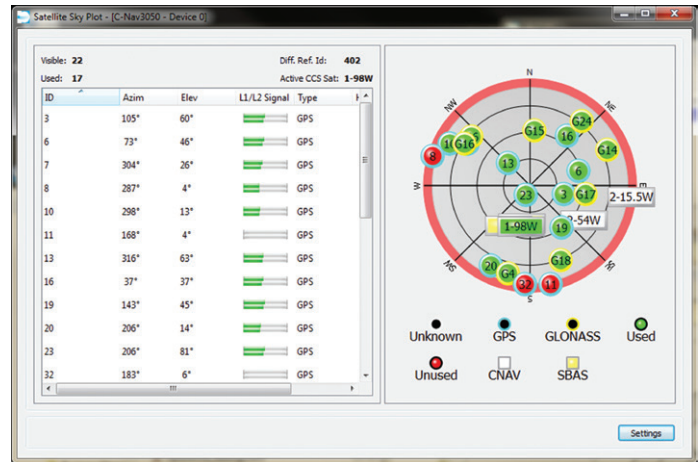 Satellite Sky Plot - [C-Nav3050 - Device 0]
Visible: 22 Diff. Ref. Id: 402
Used: 17 Active CCS Sat: 1-98W
ID Azim Elev L1/L2 Signal Type
3 105° 60° GPS
6 73° 46° GPS
7 304° 26° GPS
8 287° 4° GPS
10 298° 13° GPS
11 168° 4° GPS
13 316° 63° GPS
16 37° 37° GPS
19 143° 45° GPS
20 206° 14° GPS
23 206° 81° GPS
32 183° 6° GPS
N
NW NE
G24
G15 16
G16 G14
8
13 6
W E
23 3 G17 2-15.5W
1-98W 19 2-54W
20 G4 G18
SW
32 11
S
Unknown GPS GLONASS Used
Unused CNAV SBAS
Settings